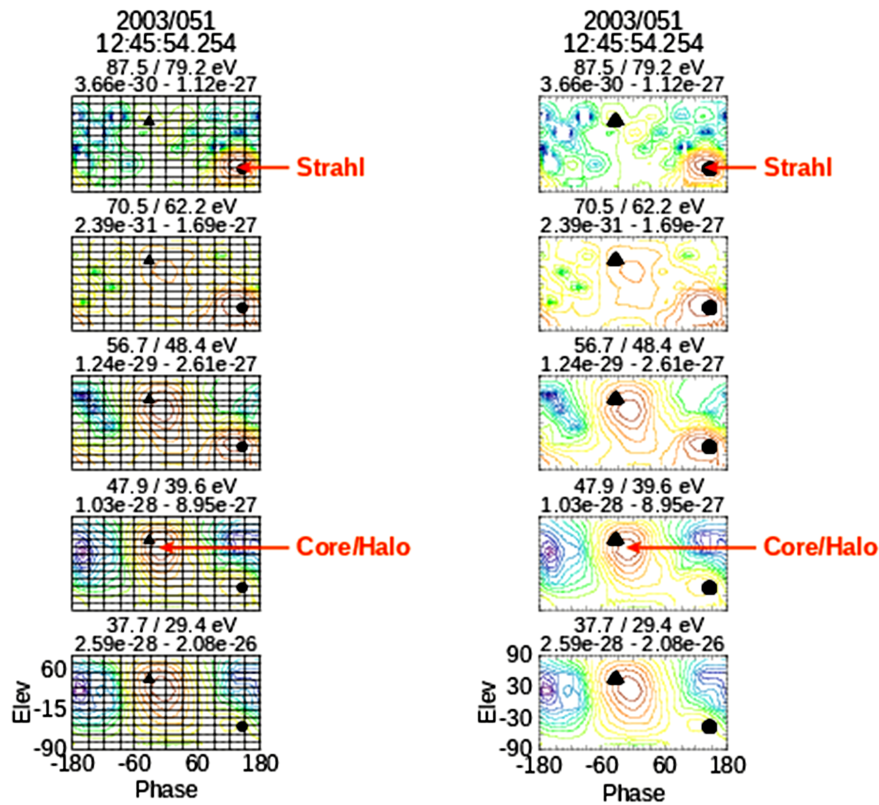 2003/051
12:45:54.254
87.5 / 79.2 eV
3.66e-30 - 1.12e-27
Strahl
70.5 / 62.2 eV
2.39e-31 - 1.69e-27
56.7 / 48.4 eV
1.24e-29 - 2.61e-27
47.9 / 39.6 eV
1.03e-28 - 8.95e-27
Core/Halo
37.7 / 29.4 eV
2.59e-28 - 2.08e-26
60
-15
-90
Elev
-180 -60 60 180
Phase
2003/051
12:45:54.254
87.5 / 79.2 eV
3.66e-30 - 1.12e-27
Strahl
70.5 / 62.2 eV
2.39e-31 - 1.69e-27
56.7 / 48.4 eV
1.24e-29 - 2.61e-27
47.9 / 39.6 eV
1.03e-28 - 8.95e-27
Core/Halo
37.7 / 29.4 eV
2.59e-28 - 2.08e-26
90
30
-30
-90
Elev
-180 -60 60 180
Phase